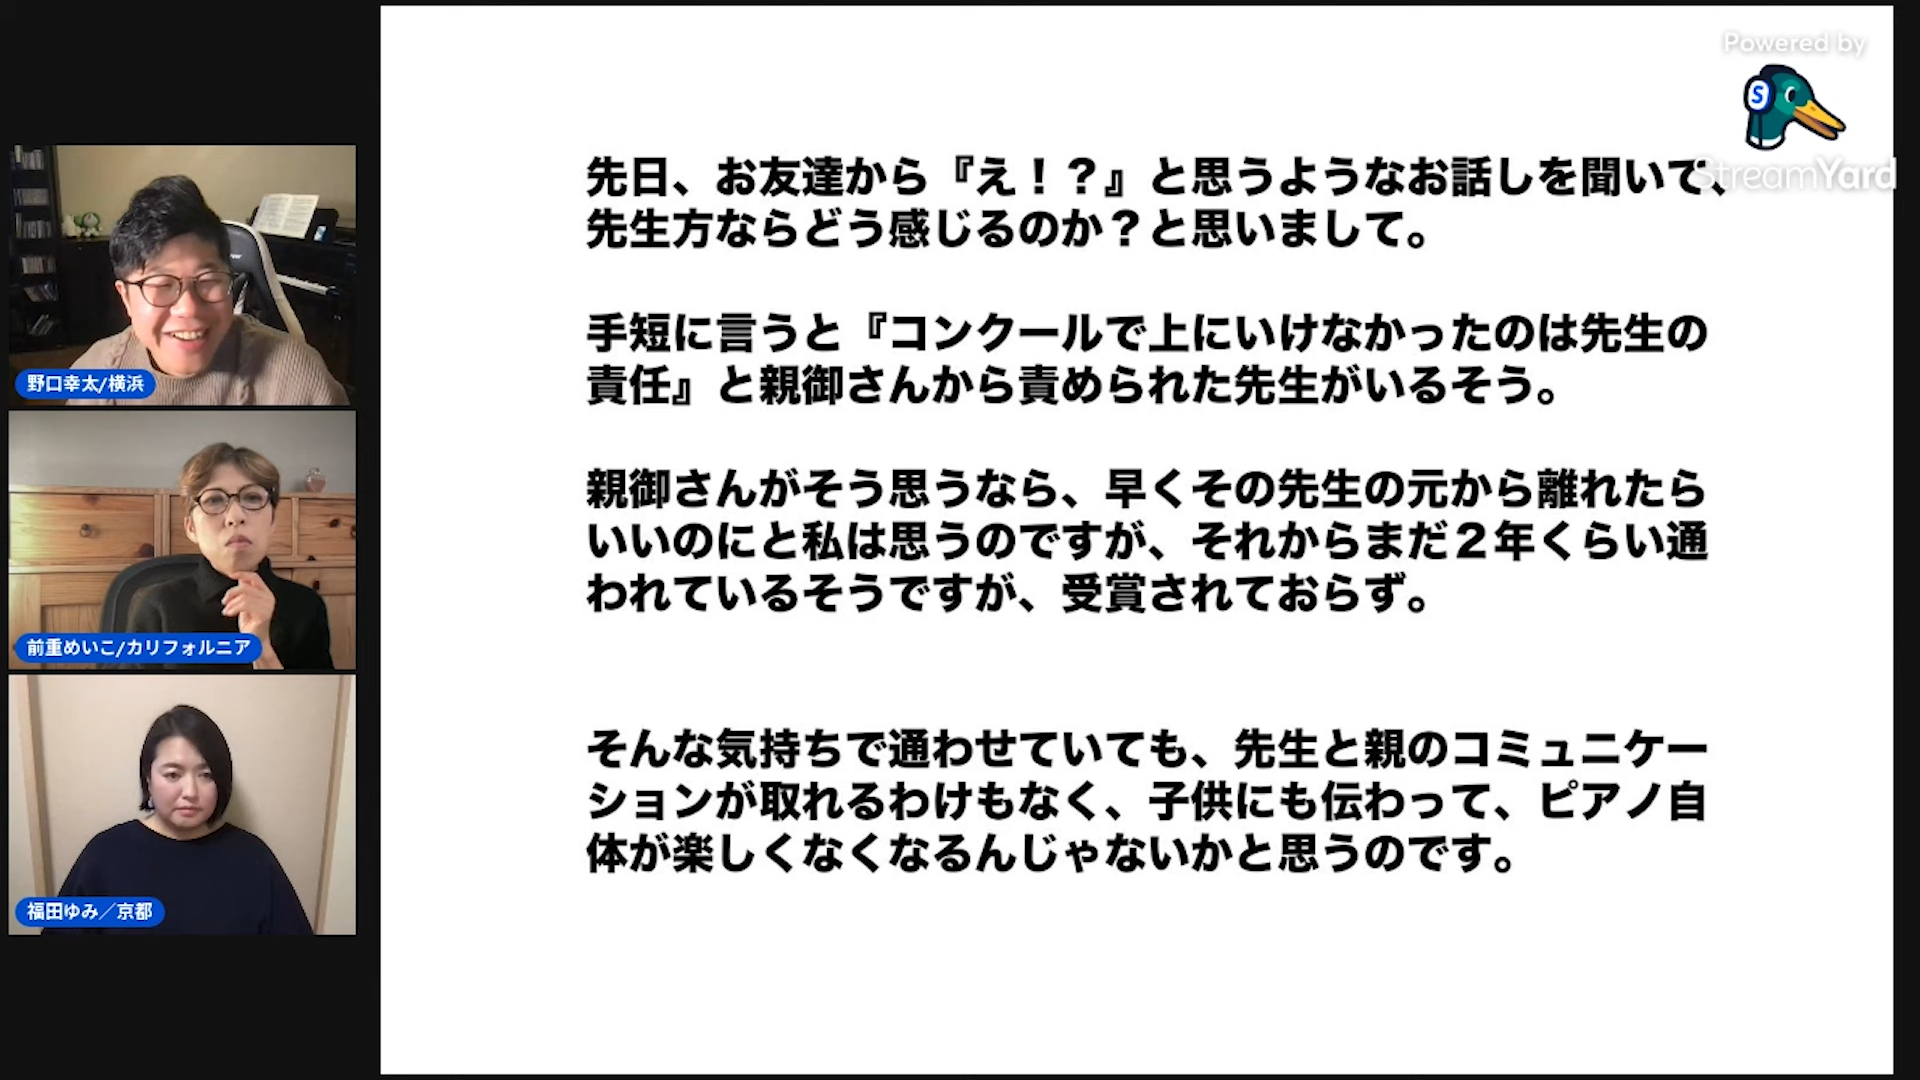 Powered by
StreamYard
先日、お友達から『え！？』と思うようなお話しを聞いて、
先生方ならどう感じるのか？と思いまして。
手短に言うと『コンクールで上にいけなかったのは先生の
責任』と親御さんから責められた先生がいるそう。
親御さんがそう思うなら、早くその先生の元から離れたら
いいのにと私は思うのですが、それからまだ２年くらい通
われているそうですが、受賞されておらず。
そんな気持ちで通わせていても、先生と親のコミュニケー
ションが取れるわけもなく、子供にも伝わって、ピアノ自
体が楽しくなくなるんじゃないかと思うのです。
野口幸太/横浜
前重めいこ/カリフォルニア
福田ゆみ／京都